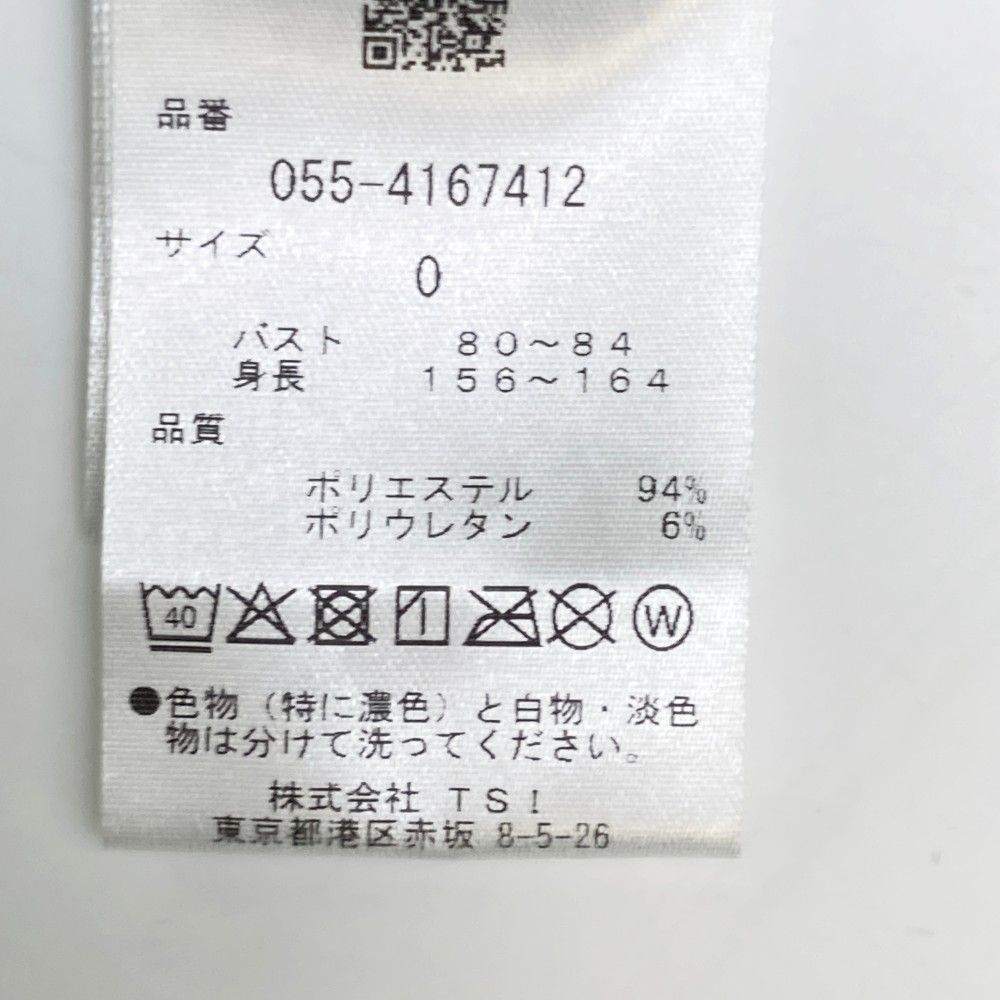 品番
055-4167412
サイズ
0
バスト 80～84
身長 156～164
品質
ポリエステル 94%
ポリウレタン 6%
40 W
●色物（特に濃色）と白物・淡色
物は分けて洗ってください。
株式会社 TSI
東京都港区赤坂 8-5-26